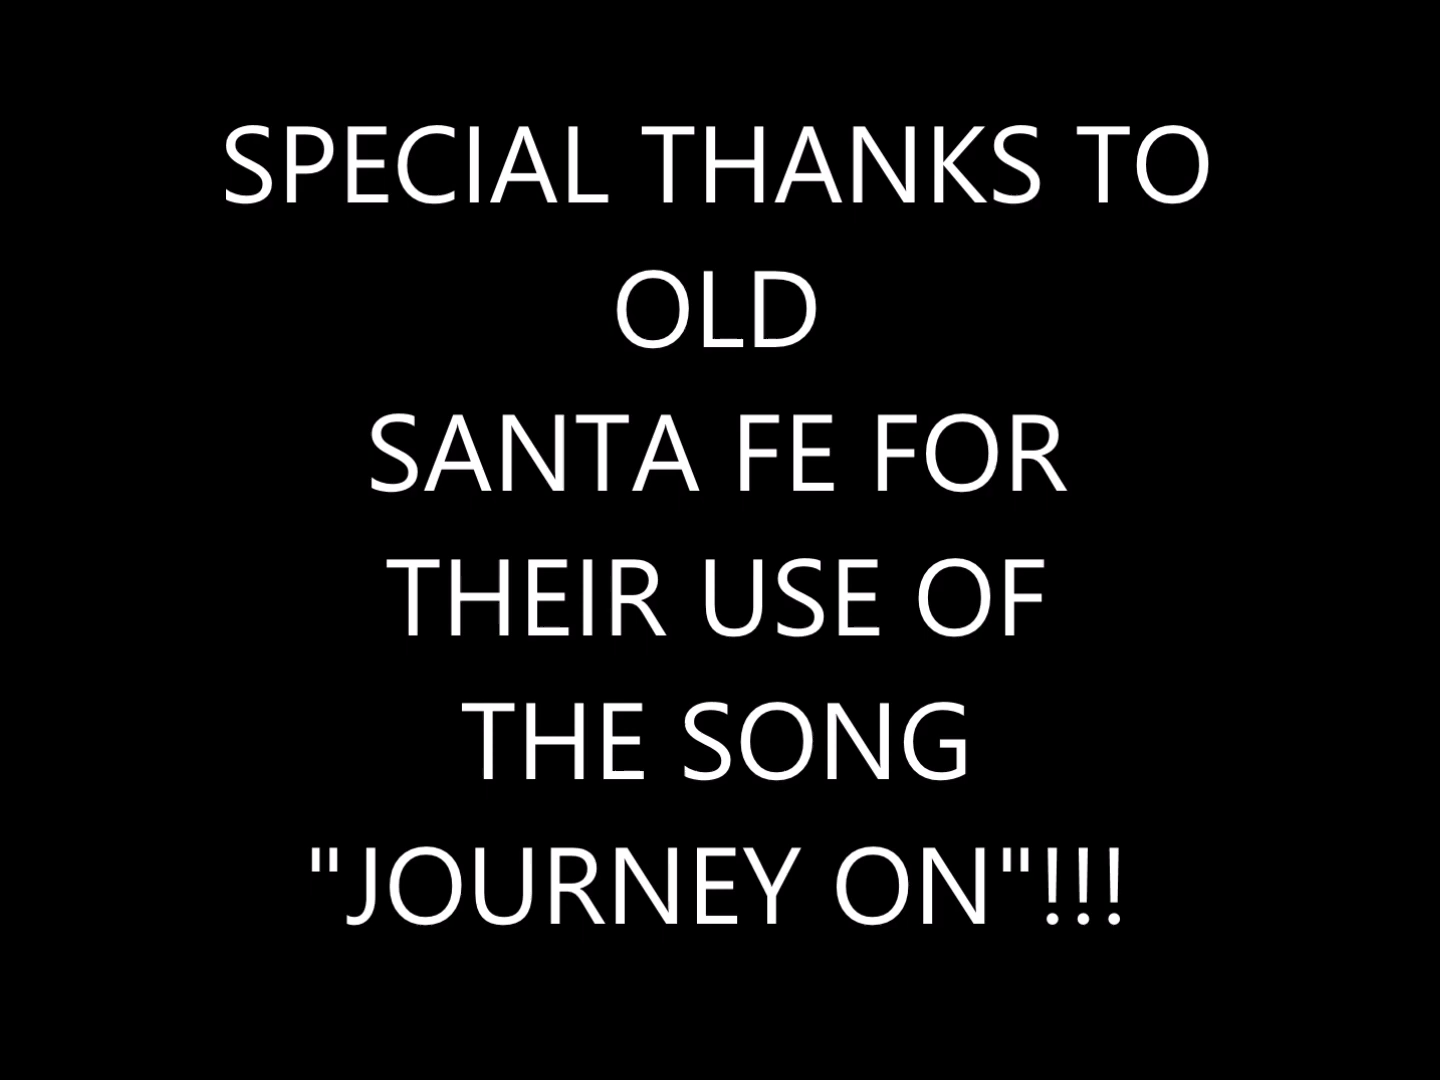 SPECIAL THANKS TO
OLD
SANTA FE FOR
THEIR USE OF
THE SONG
"JOURNEY ON"!!!